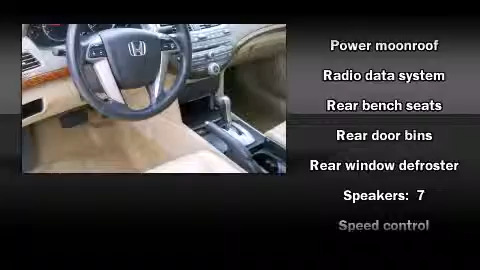 Power moonroof
Radio data system
Rear bench seats
Rear door bins
Rear window defroster
Speakers:  7
Speed control